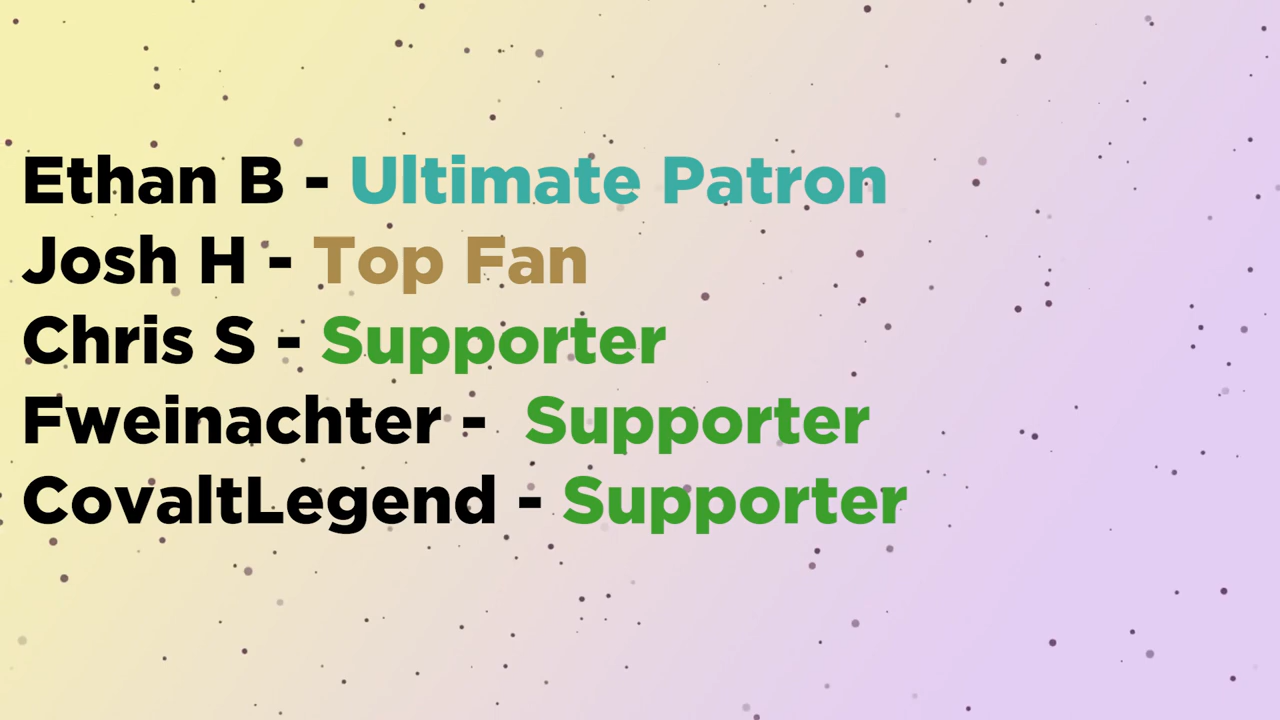 Ethan B - Ultimate Patron
Josh H - Top Fan
Chris S - Supporter
Fweinachter -  Supporter
CovaltLegend - Supporter